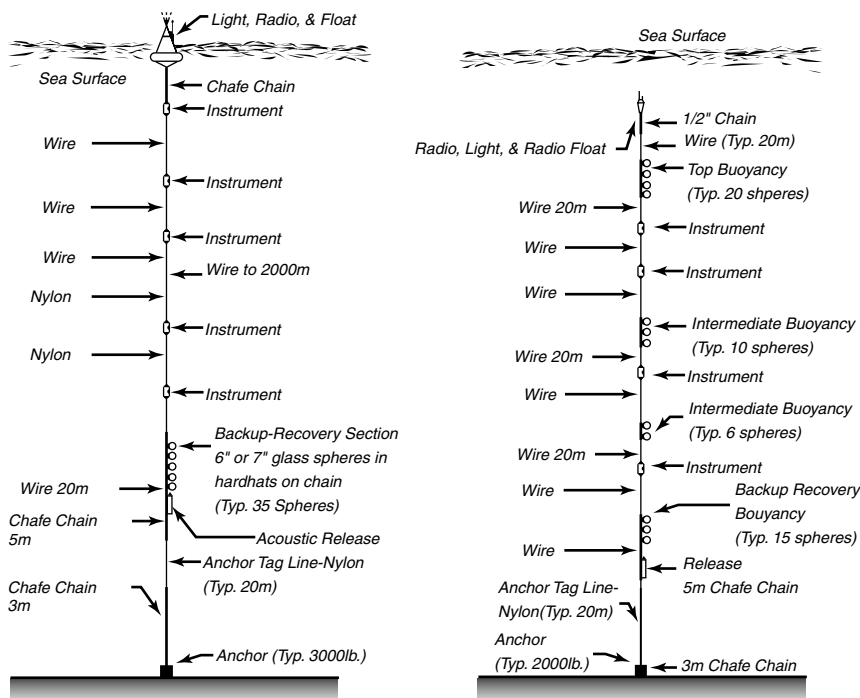 Light, Radio, & Float
Sea Surface
Chafe Chain
Instrument
Wire
Instrument
Wire
Instrument
Wire
Wire to 2000m
Nylon
Instrument
Nylon
Instrument
Backup-Recovery Section
6" or 7" glass spheres in
hardhats on chain
(Typ. 35 Spheres)
Wire 20m
Chafe Chain
5m
Acoustic Release
Anchor Tag Line-Nylon
(Typ. 20m)
Chafe Chain
3m
Anchor (Typ. 3000lb.)
Sea Surface
1/2" Chain
Radio, Light, & Radio Float
Wire (Typ. 20m)
Top Buoyancy
(Typ. 20 shperes)
Wire 20m
Instrument
Wire
Instrument
Wire
Intermediate Buoyancy
(Typ. 10 spheres)
Wire 20m
Instrument
Wire
Intermediate Buoyancy
(Typ. 6 spheres)
Wire 20m
Instrument
Wire
Backup Recovery
Bouyancy
(Typ. 15 spheres)
Wire
Release
5m Chafe Chain
Anchor Tag Line-
Nylon(Typ. 20m)
Anchor
(Typ. 2000lb.)
3m Chafe Chain